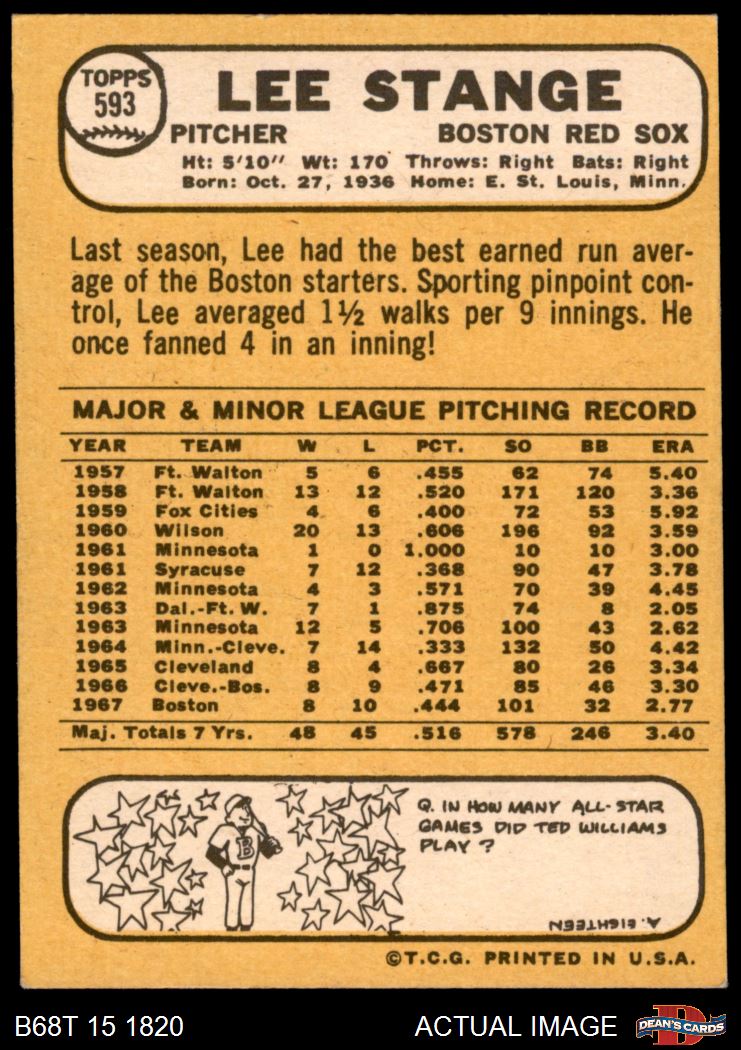 TOPPS
593
LEE STANGE
PITCHER BOSTON RED SOX
Ht: 5'10" Wt: 170 Throws: Right Bats: Right
Born: Oct. 27, 1936 Home: E. St. Louis, Minn.
Last season, Lee had the best earned run aver-
age of the Boston starters. Sporting pinpoint con-
trol, Lee averaged 1½ walks per 9 innings. He
once fanned 4 in an inning!
MAJOR & MINOR LEAGUE PITCHING RECORD
YEAR TEAM W L PCT. SO BB ERA
1957 Ft. Walton 5 6 .455 62 74 5.40
1958 Ft. Walton 13 12 .520 171 120 3.36
1959 Fox Cities 4 6 .400 72 53 5.92
1960 Wilson 20 13 .606 196 92 3.59
1961 Minnesota 1 0 1.000 10 10 3.00
1961 Syracuse 7 12 .368 90 47 3.78
1962 Minnesota 4 3 .571 70 39 4.45
1963 Dal.-Ft. W. 7 1 .875 74 8 2.05
1963 Minnesota 12 5 .706 100 43 2.62
1964 Minn.-Cleve. 7 14 .333 132 50 4.42
1965 Cleveland 8 4 .667 80 26 3.34
1966 Cleve.-Bos. 8 9 .471 85 46 3.30
1967 Boston 8 10 .444 101 32 2.77
Maj. Totals 7 Yrs. 48 45 .516 578 246 3.40
B
Q. IN HOW MANY ALL-STAR
GAMES DID TED WILLIAMS
PLAY?
A. EIGHTEEN
©T.C.G. PRINTED IN U.S.A.
B68T 15 1820 ACTUAL IMAGE D DEAN'S CARDS